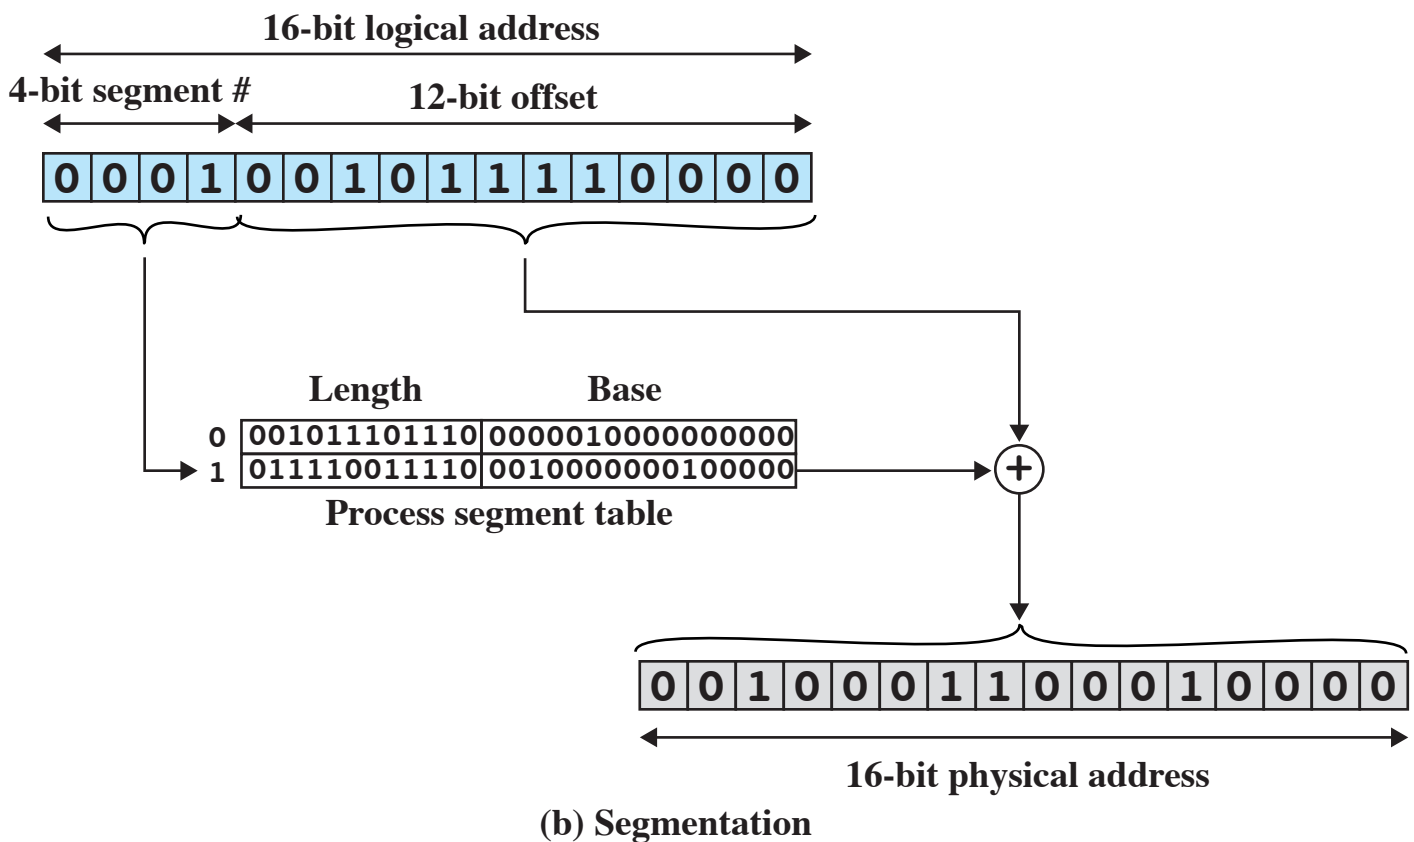 16-bit logical address
4-bit segment # 12-bit offset
0 0 0 1 0 0 1 0 1 1 1 1 0 0 0 0
Length Base
0 001011101110 0000010000000000
1 011110011110 0010000000100000
+
Process segment table
0 0 1 0 0 0 1 1 0 0 0 1 0 0 0 0
16-bit physical address
(b) Segmentation